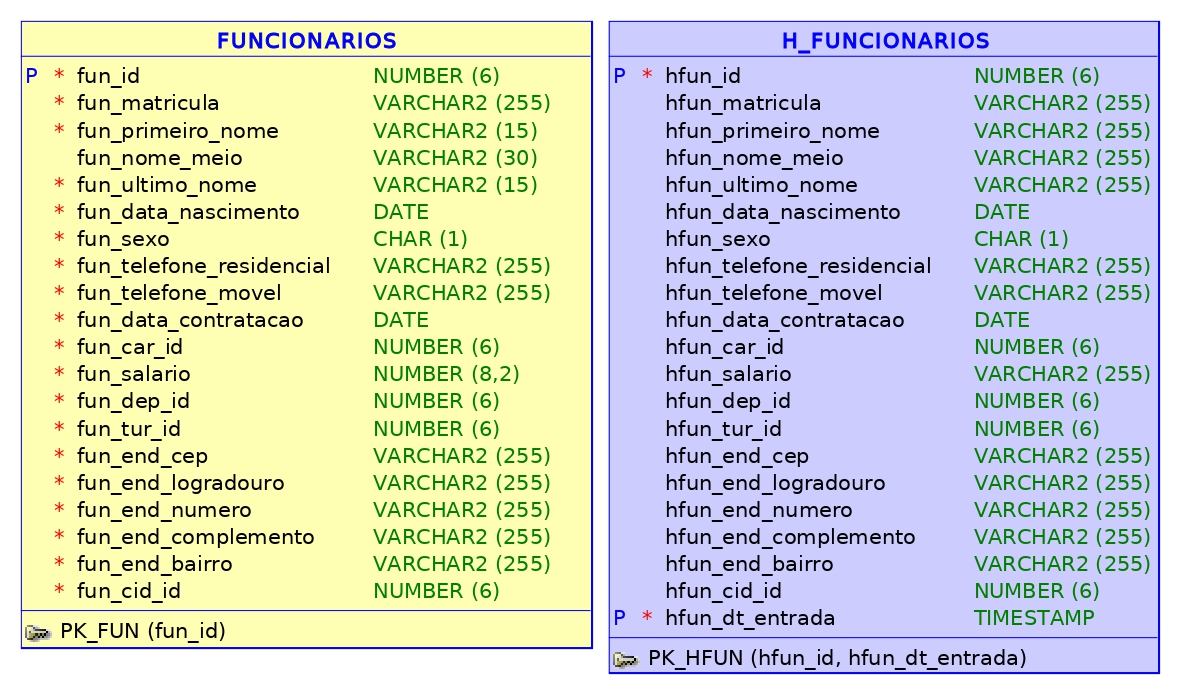 FUNCIONARIOS
P * fun_id NUMBER (6)
* fun_matricula VARCHAR2 (255)
* fun_primeiro_nome VARCHAR2 (15)
fun_nome_meio VARCHAR2 (30)
* fun_ultimo_nome VARCHAR2 (15)
* fun_data_nascimento DATE
* fun_sexo CHAR (1)
* fun_telefone_residencial VARCHAR2 (255)
* fun_telefone_movel VARCHAR2 (255)
* fun_data_contratacao DATE
* fun_car_id NUMBER (6)
* fun_salario NUMBER (8,2)
* fun_dep_id NUMBER (6)
* fun_tur_id NUMBER (6)
* fun_end_cep VARCHAR2 (255)
* fun_end_logradouro VARCHAR2 (255)
* fun_end_numero VARCHAR2 (255)
* fun_end_complemento VARCHAR2 (255)
* fun_end_bairro VARCHAR2 (255)
* fun_cid_id NUMBER (6)
PK_FUN (fun_id)
H_FUNCIONARIOS
P * hfun_id NUMBER (6)
hfun_matricula VARCHAR2 (255)
hfun_primeiro_nome VARCHAR2 (255)
hfun_nome_meio VARCHAR2 (255)
hfun_ultimo_nome VARCHAR2 (255)
hfun_data_nascimento DATE
hfun_sexo CHAR (1)
hfun_telefone_residencial VARCHAR2 (255)
hfun_telefone_movel VARCHAR2 (255)
hfun_data_contratacao DATE
hfun_car_id NUMBER (6)
hfun_salario VARCHAR2 (255)
hfun_dep_id NUMBER (6)
hfun_tur_id NUMBER (6)
hfun_end_cep VARCHAR2 (255)
hfun_end_logradouro VARCHAR2 (255)
hfun_end_numero VARCHAR2 (255)
hfun_end_complemento VARCHAR2 (255)
hfun_end_bairro VARCHAR2 (255)
hfun_cid_id NUMBER (6)
P * hfun_dt_entrada TIMESTAMP
PK_HFUN (hfun_id, hfun_dt_entrada)